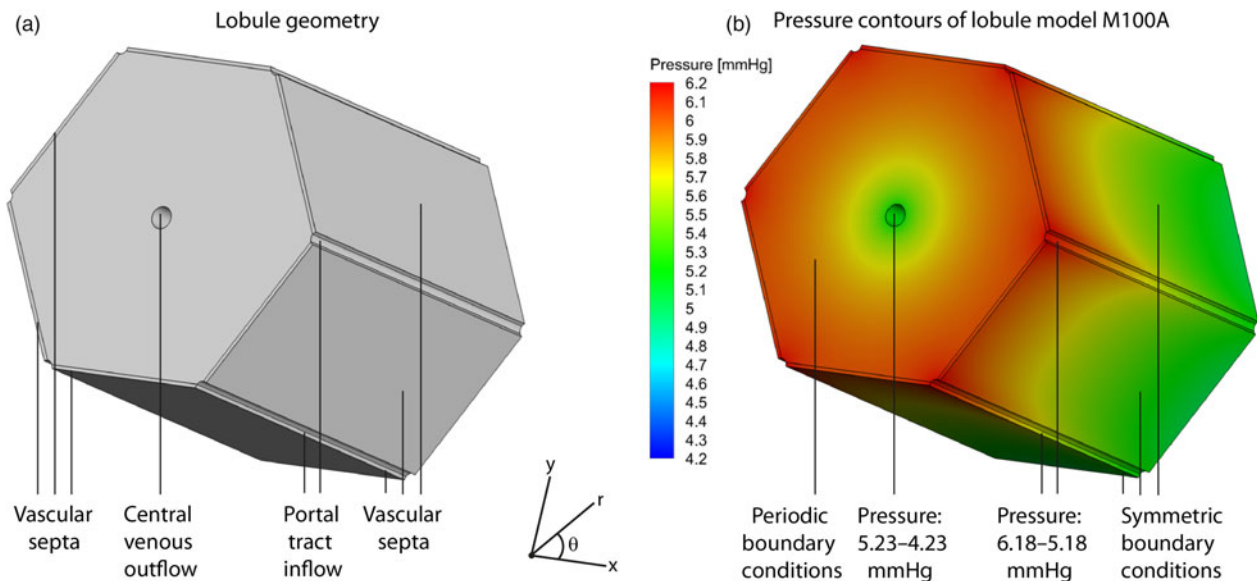 (a)
Lobule geometry
Vascular
septa
Central
venous
outflow
Portal
tract
inflow
Vascular
septa
y
r
θ
x
(b)
Pressure contours of lobule model M100A
Pressure [mmHg]
6.2
6.1
6
5.9
5.8
5.7
5.6
5.5
5.4
5.3
5.2
5.1
5
4.9
4.8
4.7
4.6
4.5
4.4
4.3
4.2
Periodic
boundary
conditions
Pressure:
5.23–4.23
mmHg
Pressure:
6.18–5.18
mmHg
Symmetric
boundary
conditions